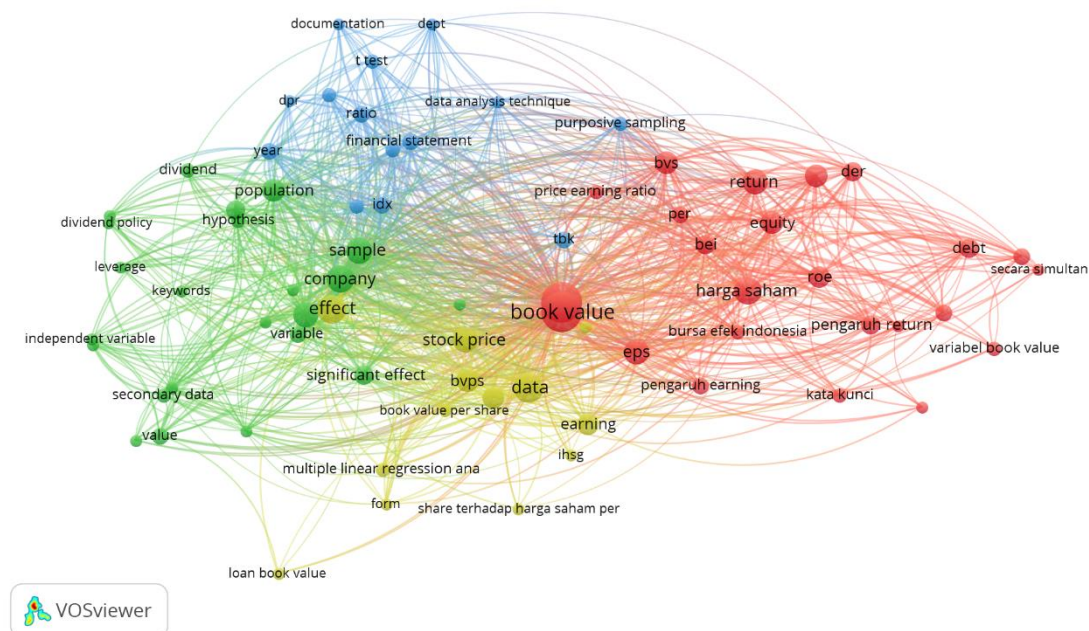 documentation
dept
t test
dpr
ratio
data analysis technique
purposive sampling
financial statement
year
dividend
population
idx
bvs
price earning ratio
return
der
dividend policy
hypothesis
per
equity
tbk
bei
sample
debt
leverage
company
secara simultan
roe
keywords
harga saham
effect
book value
independent variable
variable
stock price
bursa efek indonesia
pengaruh return
variabel book value
eps
significant effect
bvps
data
pengaruh earning
secondary data
kata kunci
book value per share
earning
value
ihsg
multiple linear regression ana
form
share terhadap harga saham per
loan book value
VOSviewer